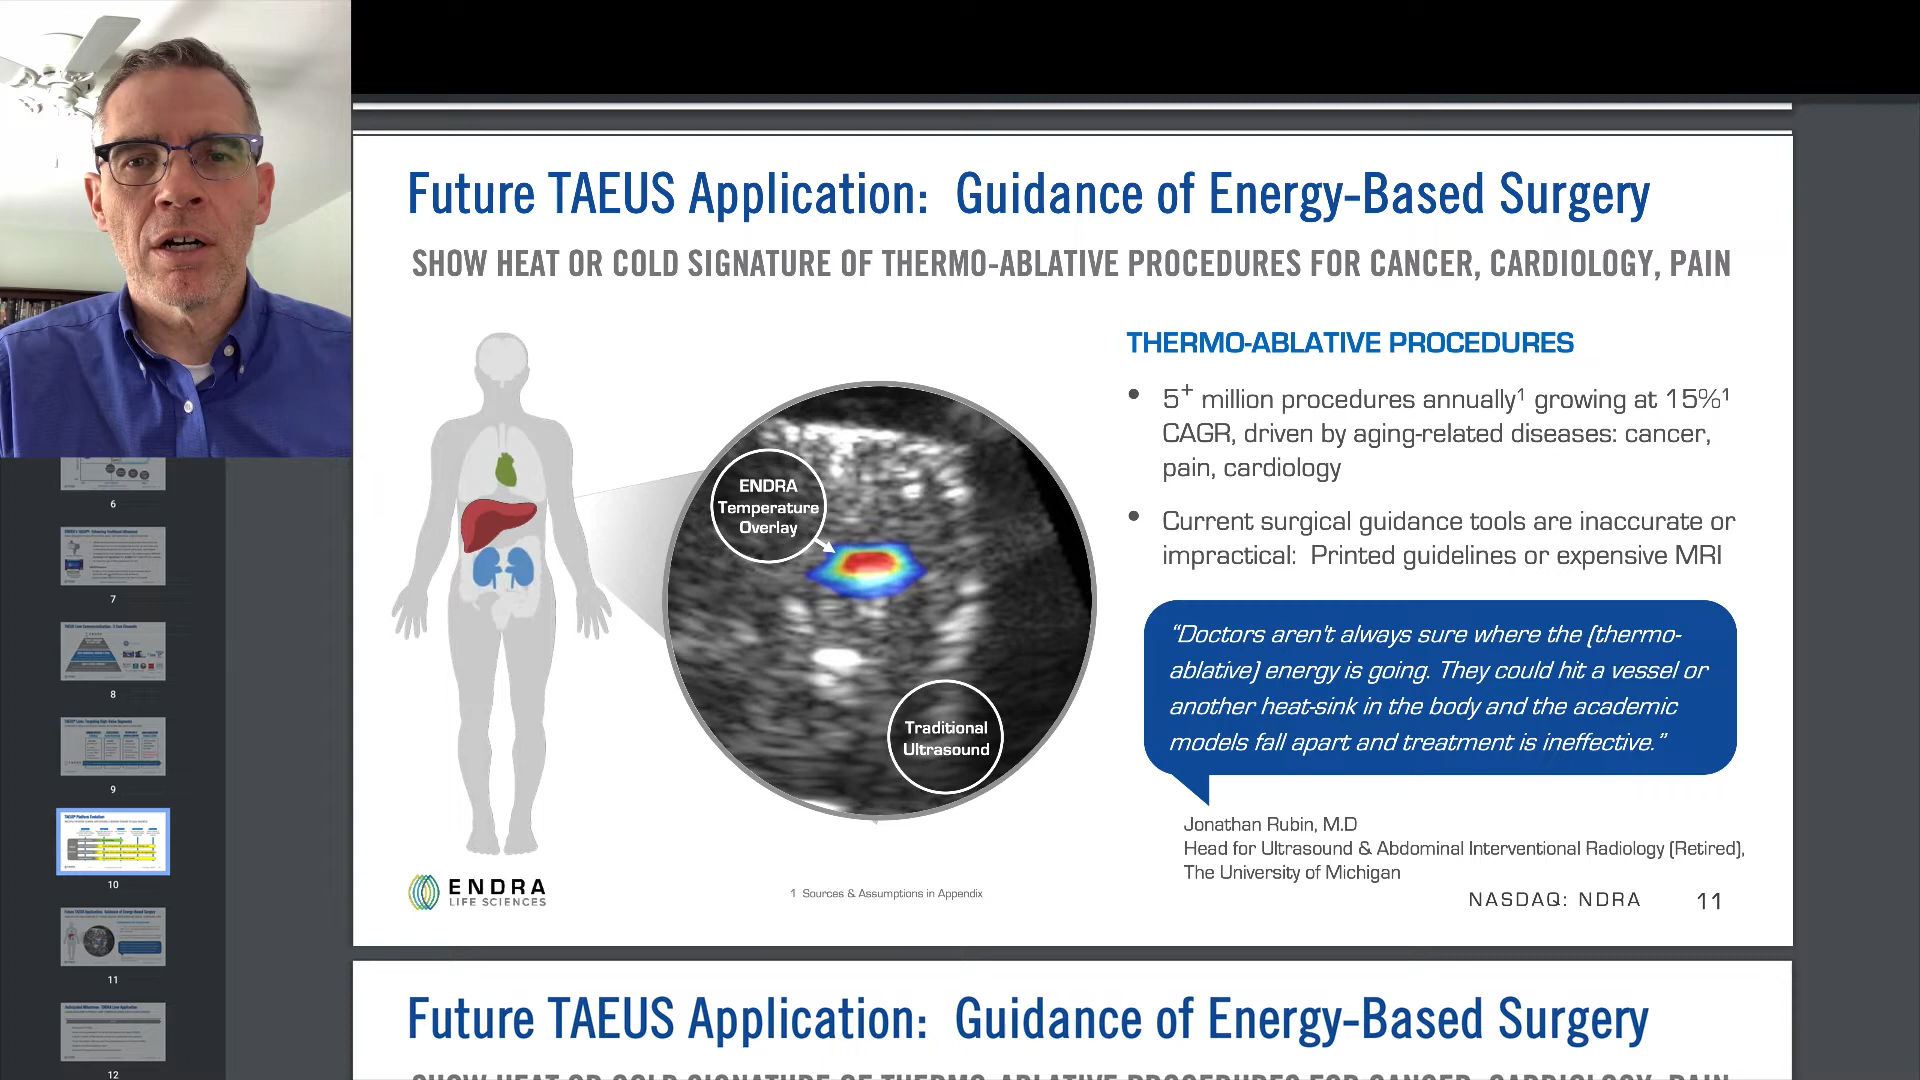 Future TAEUS Application: Guidance of Energy-Based Surgery
SHOW HEAT OR COLD SIGNATURE OF THERMO-ABLATIVE PROCEDURES FOR CANCER, CARDIOLOGY, PAIN
ENDRA
Temperature
Overlay
Traditional
Ultrasound
THERMO-ABLATIVE PROCEDURES
• 5+ million procedures annually¹ growing at 15%¹
CAGR, driven by aging-related diseases: cancer,
pain, cardiology
• Current surgical guidance tools are inaccurate or
impractical: Printed guidelines or expensive MRI
“Doctors aren't always sure where the (thermo-
ablative) energy is going. They could hit a vessel or
another heat-sink in the body and the academic
models fall apart and treatment is ineffective.”
Jonathan Rubin, M.D
Head for Ultrasound & Abdominal Interventional Radiology (Retired),
The University of Michigan
ENDRA
LIFE SCIENCES
1 Sources & Assumptions in Appendix
NASDAQ: NDRA 11
Future TAEUS Application: Guidance of Energy-Based Surgery
SHOW HEAT OR COLD SIGNATURE OF THERMO-ABLATIVE PROCEDURES FOR CANCER, CARDIOLOGY, PAIN
6
7
8
9
10
11
12